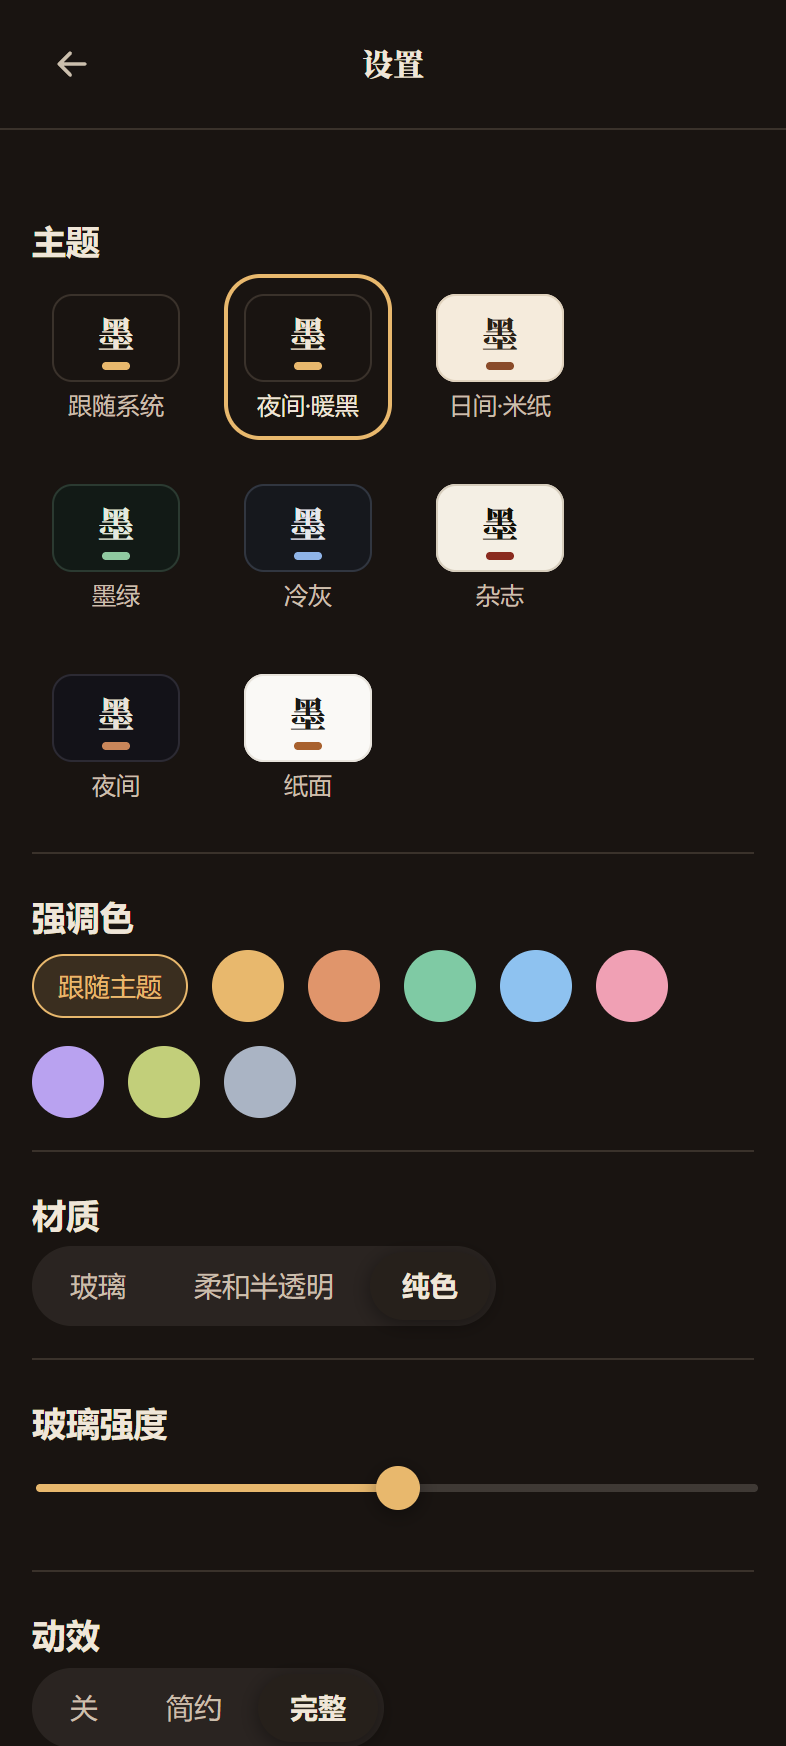 设置
主题
墨 墨 墨
跟随系统 夜间·暖黑 日间·米纸
墨 墨 墨
墨绿 冷灰 杂志
墨 墨
夜间 纸面
强调色
跟随主题
材质
玻璃 柔和半透明 纯色
玻璃强度
动效
关 简约 完整